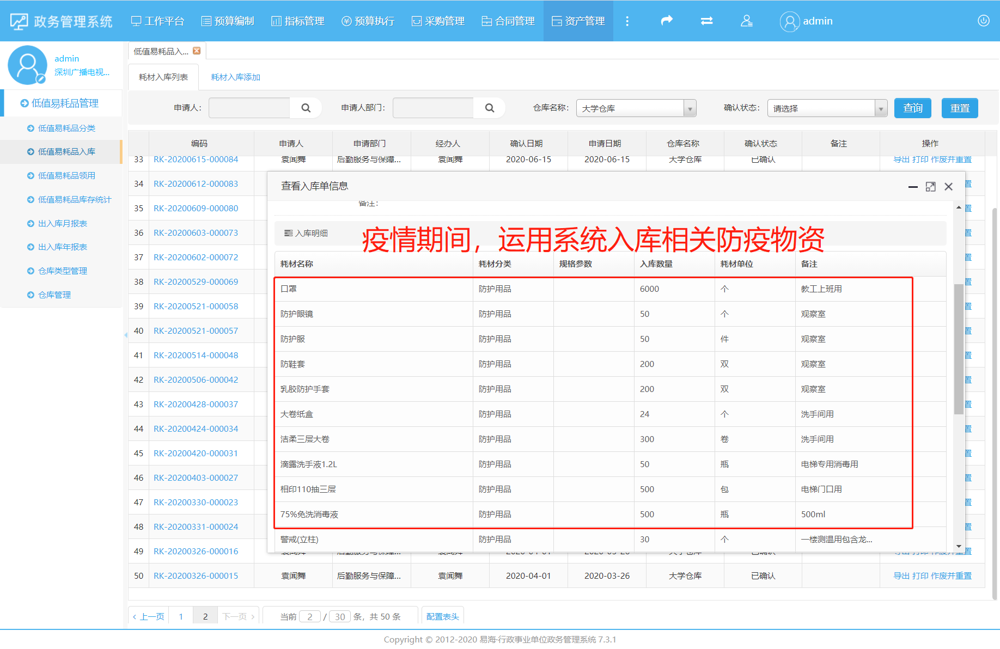 政务管理系统 工作平台 预算编制 指标管理 预算执行 采购管理 合同管理 资产管理 admin
admin
深圳广播电视...
低值易耗品管理
低值易耗品分类
低值易耗品入库
低值易耗品领用
低值易耗品库存统计
出入库月报表
出入库年报表
仓库类型管理
仓库管理
低值易耗品入...
耗材入库列表 耗材入库添加
申请人: 申请人部门: 仓库名称: 大学仓库 确认状态: 请选择 查询 重置
编码 申请人 申请部门 经办人 确认日期 申请日期 仓库名称 确认状态 备注 操作
33 RK-20200615-000084 袁闻舞 后勤服务与保障... 袁闻舞 2020-06-15 2020-06-15 大学仓库 已确认 导出 打印 作废并重置
34 RK-20200612-000083 置
35 RK-20200609-000080 置
36 RK-20200603-000073 置
37 RK-20200602-000072 置
38 RK-20200529-000069 置
39 RK-20200521-000058 置
40 RK-20200521-000057 置
41 RK-20200514-000048 置
42 RK-20200506-000042 置
43 RK-20200428-000037 置
44 RK-20200424-000034 置
45 RK-20200420-000031 置
46 RK-20200403-000027 置
47 RK-20200330-000023 置
48 RK-20200331-000024 置
49 RK-20200326-000016 导出 打印 作废并重置
50 RK-20200326-000015 袁闻舞 后勤服务与保障... 袁闻舞 2020-04-01 2020-03-26 大学仓库 已确认 导出 打印 作废并重置
查看入库单信息
备注:
入库明细
疫情期间，运用系统入库相关防疫物资
耗材名称 耗材分类 规格参数 入库数量 耗材单位 备注
口罩 防护用品 6000 个 教工上班用
防护眼镜 防护用品 50 个 观察室
防护服 防护用品 50 件 观察室
防鞋套 防护用品 200 双 观察室
乳胶防护手套 防护用品 200 双 观察室
大卷纸盒 防护用品 24 个 洗手间用
洁柔三层大卷 防护用品 300 卷 洗手间用
滴露洗手液1.2L 防护用品 50 瓶 电梯专用消毒用
相印110抽三层 防护用品 500 包 电梯门口用
75%免洗消毒液 防护用品 500 瓶 500ml
警戒(立柱) 防护用品 30 个 一楼测温用包含龙...
‹ 上一页 1 2 下一页 › 当前 2 / 30 条，共 50 条 配置表头
Copyright © 2012-2020 易海·行政事业单位政务管理系统 7.3.1